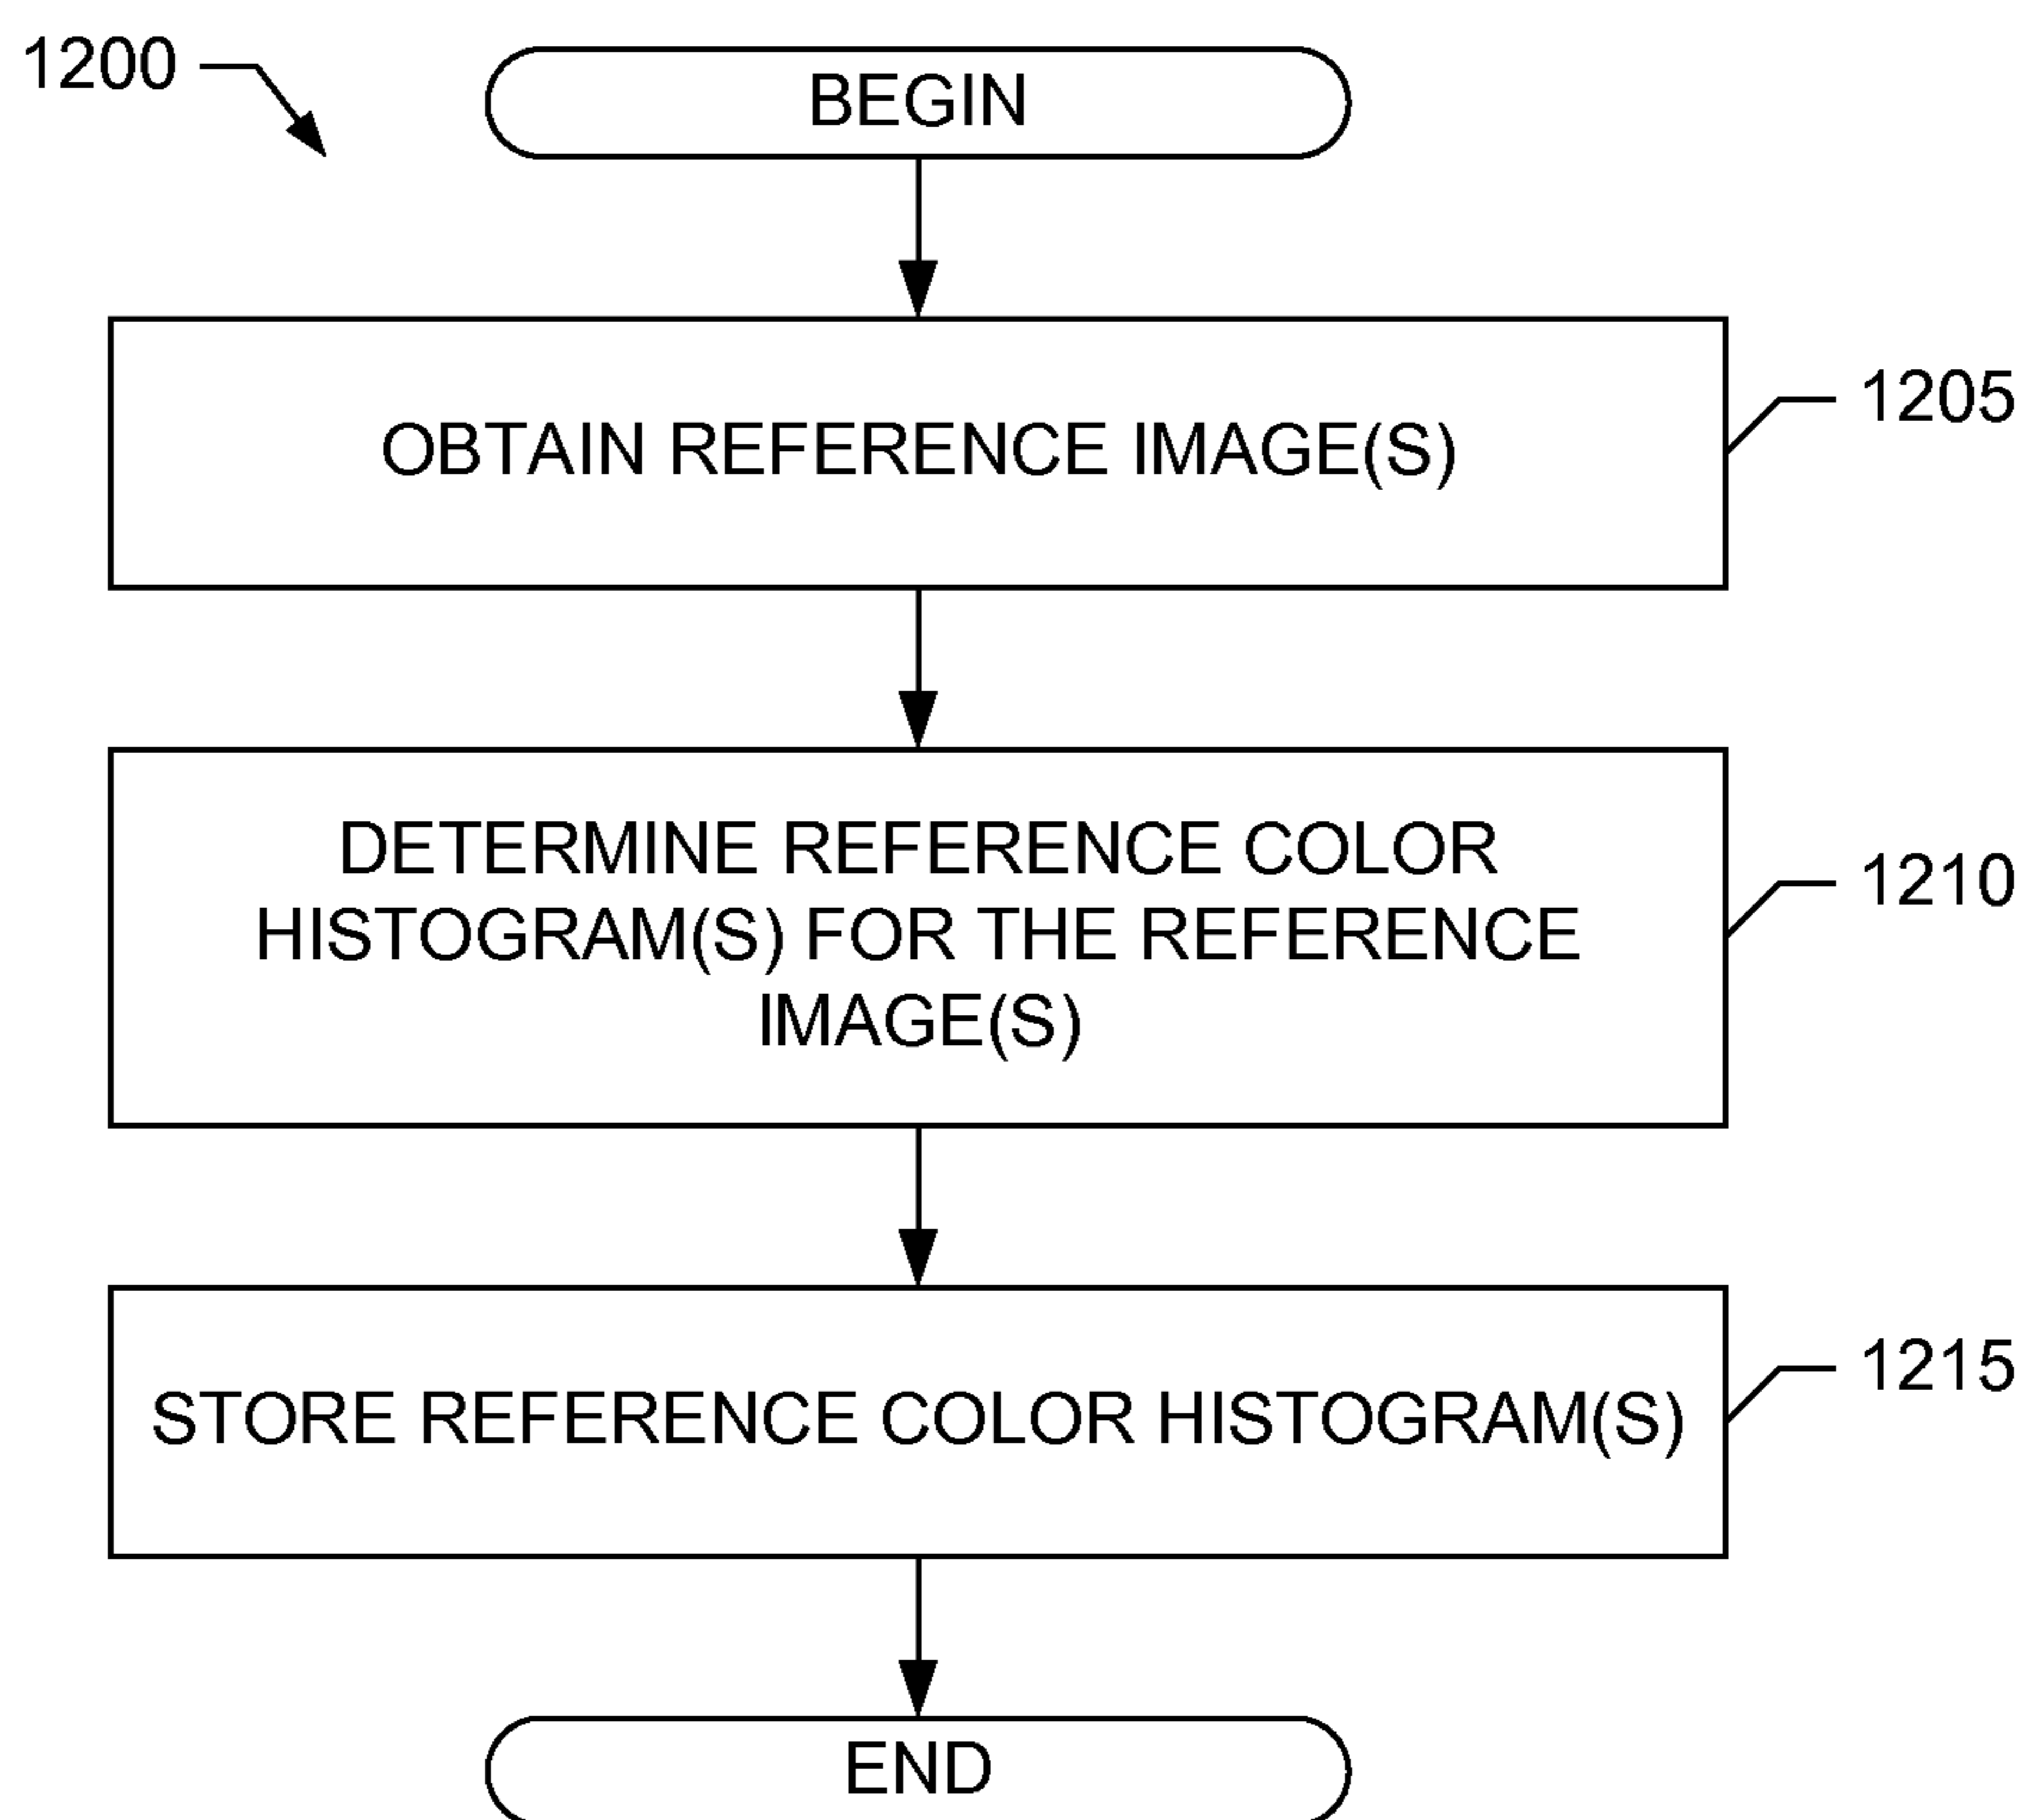 1200
BEGIN
OBTAIN REFERENCE IMAGE(S)
1205
DETERMINE REFERENCE COLOR
HISTOGRAM(S) FOR THE REFERENCE
IMAGE(S)
1210
STORE REFERENCE COLOR HISTOGRAM(S)
1215
END